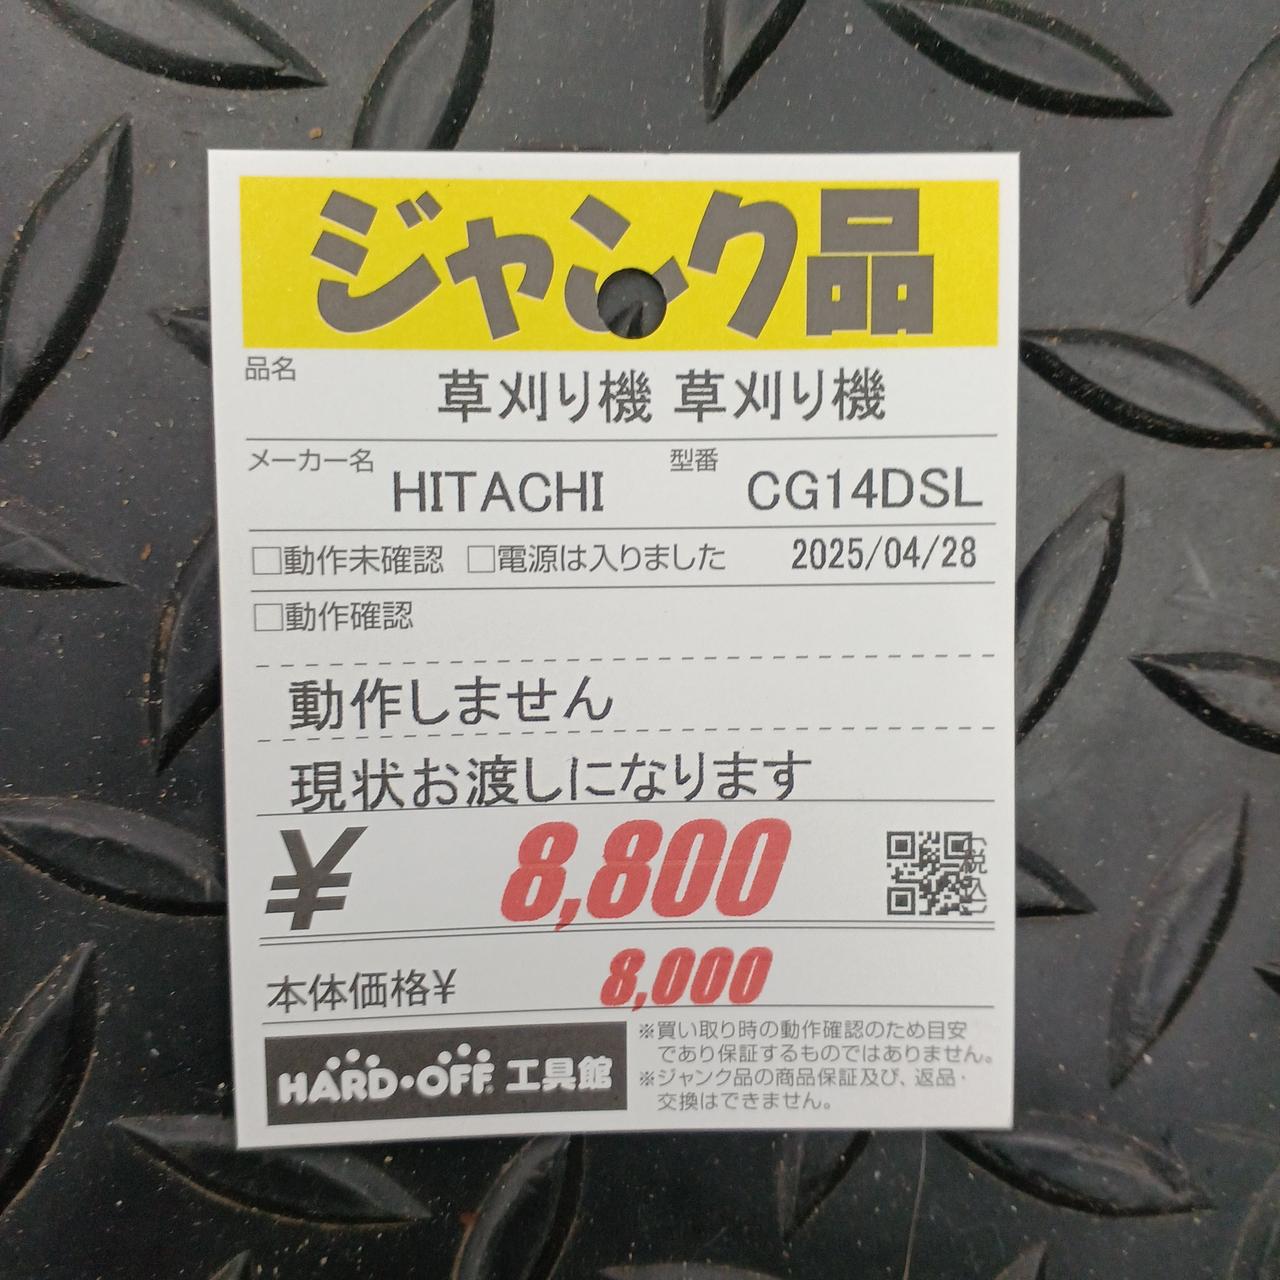 ジャンク品
品名 草刈り機 草刈り機
メーカー名 HITACHI 型番 CG14DSL
□動作未確認 □電源は入りました 2025/04/28
□動作確認
動作しません
現状お渡しになります
¥ 8,800 (税込)
本体価格¥ 8,000
HARD・OFF 工具館
※買い取り時の動作確認のため目安
であり保証するものではありません。
※ジャンク品の商品保証及び、返品・
交換はできません。